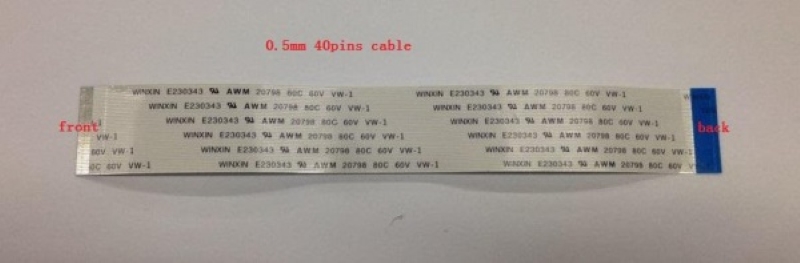 0.5mm 40pins cable
WINXIN E230343 AWM 20798 80C 60V VW-1 WINXIN E230343 AWM 20798 80C 60V VW-1 W
WINXIN E230343 AWM 20798 80C 60V VW-1 WINXIN E230343 AWM 20798 80C 60V VW-1
front 1 WINXIN E230343 AWM 20798 80C 60V VW-1 WINXIN E230343 AWM 20798 80C 60V VW-1 back
VW-1 WINXIN E230343 AWM 20798 80C 60V VW-1 WINXIN E230343 AWM 20798 80C 60V VW-1
60V VW-1 WINXIN E230343 AWM 20798 80C 60V VW-1 WINXIN E230343 AWM 20798 80C 60V VW-1
80C 60V VW-1 WINXIN E230343 AWM 20798 80C 60V VW-1 WINXIN E230343 AWM 20798 80C 60V VW-1